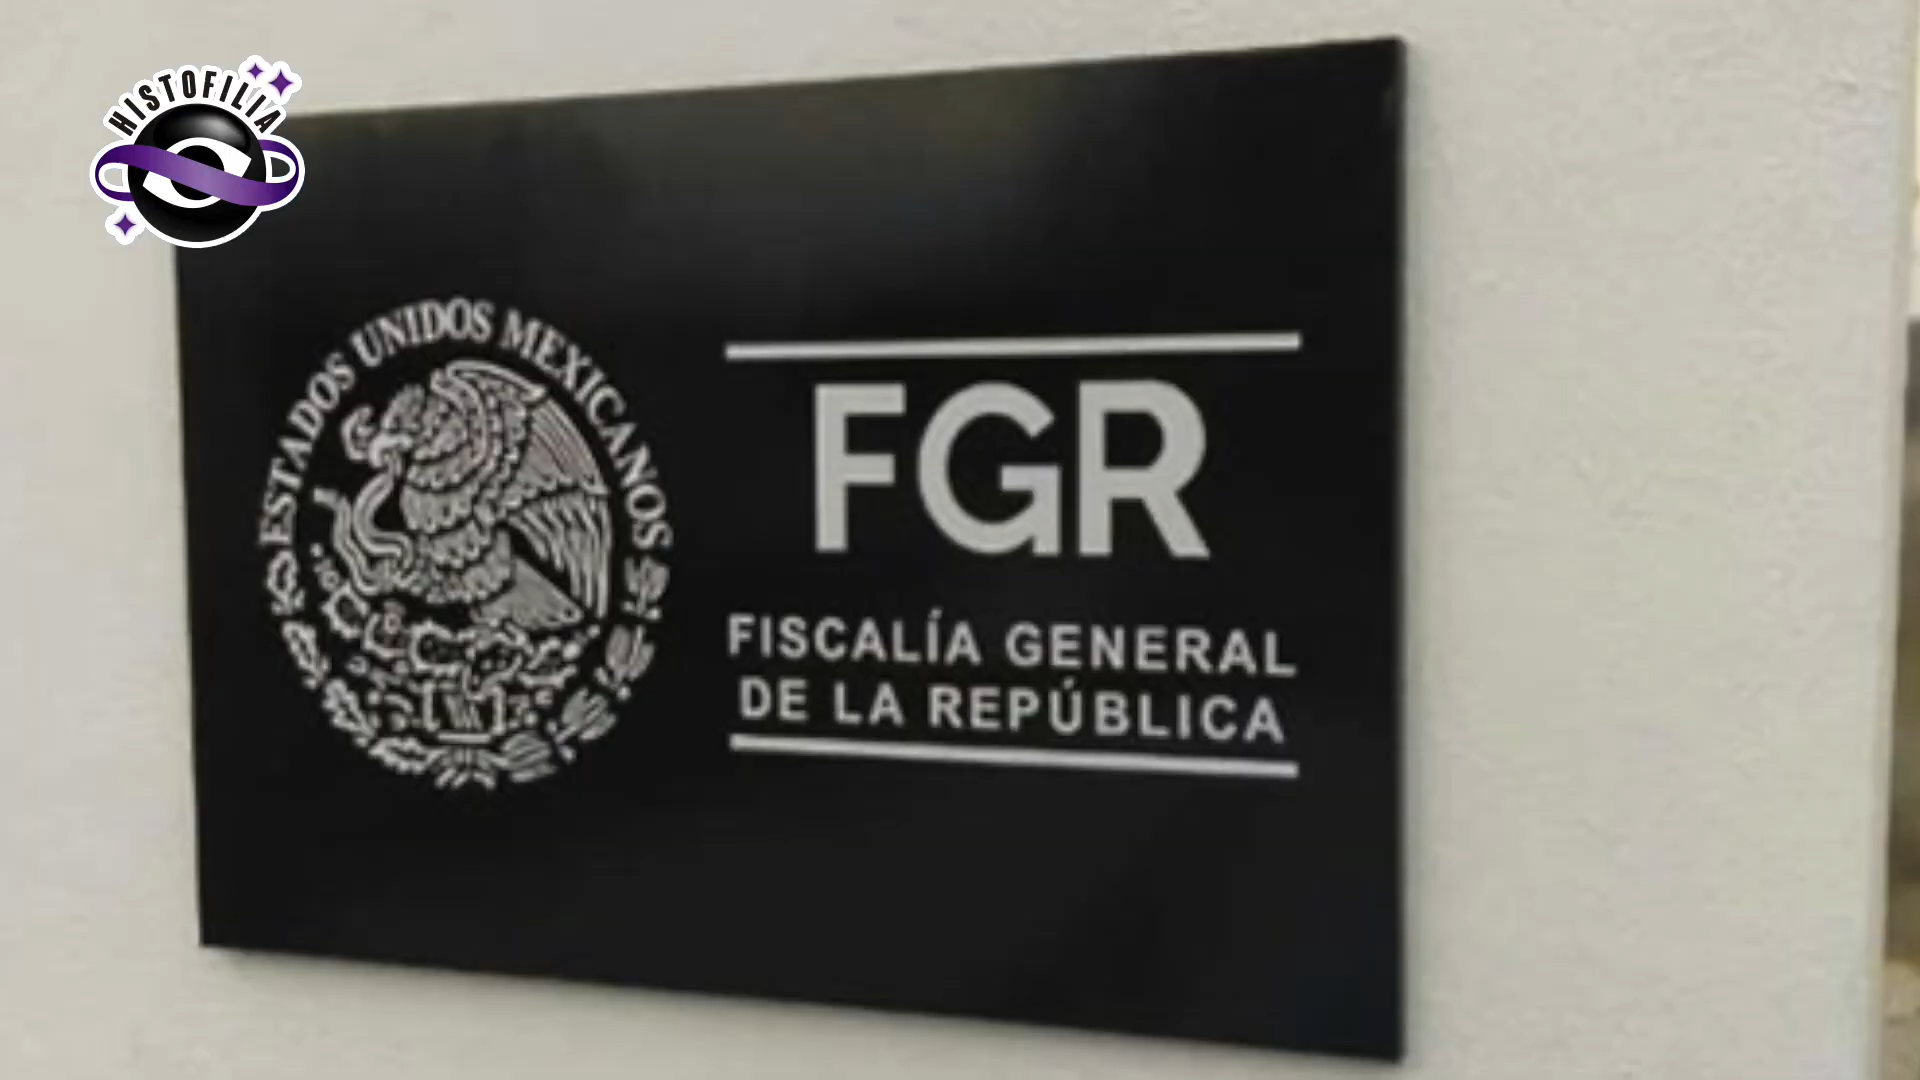 HISTOFILIA
ESTADOS UNIDOS MEXICANOS
FGR
FISCALÍA GENERAL
DE LA REPÚBLICA